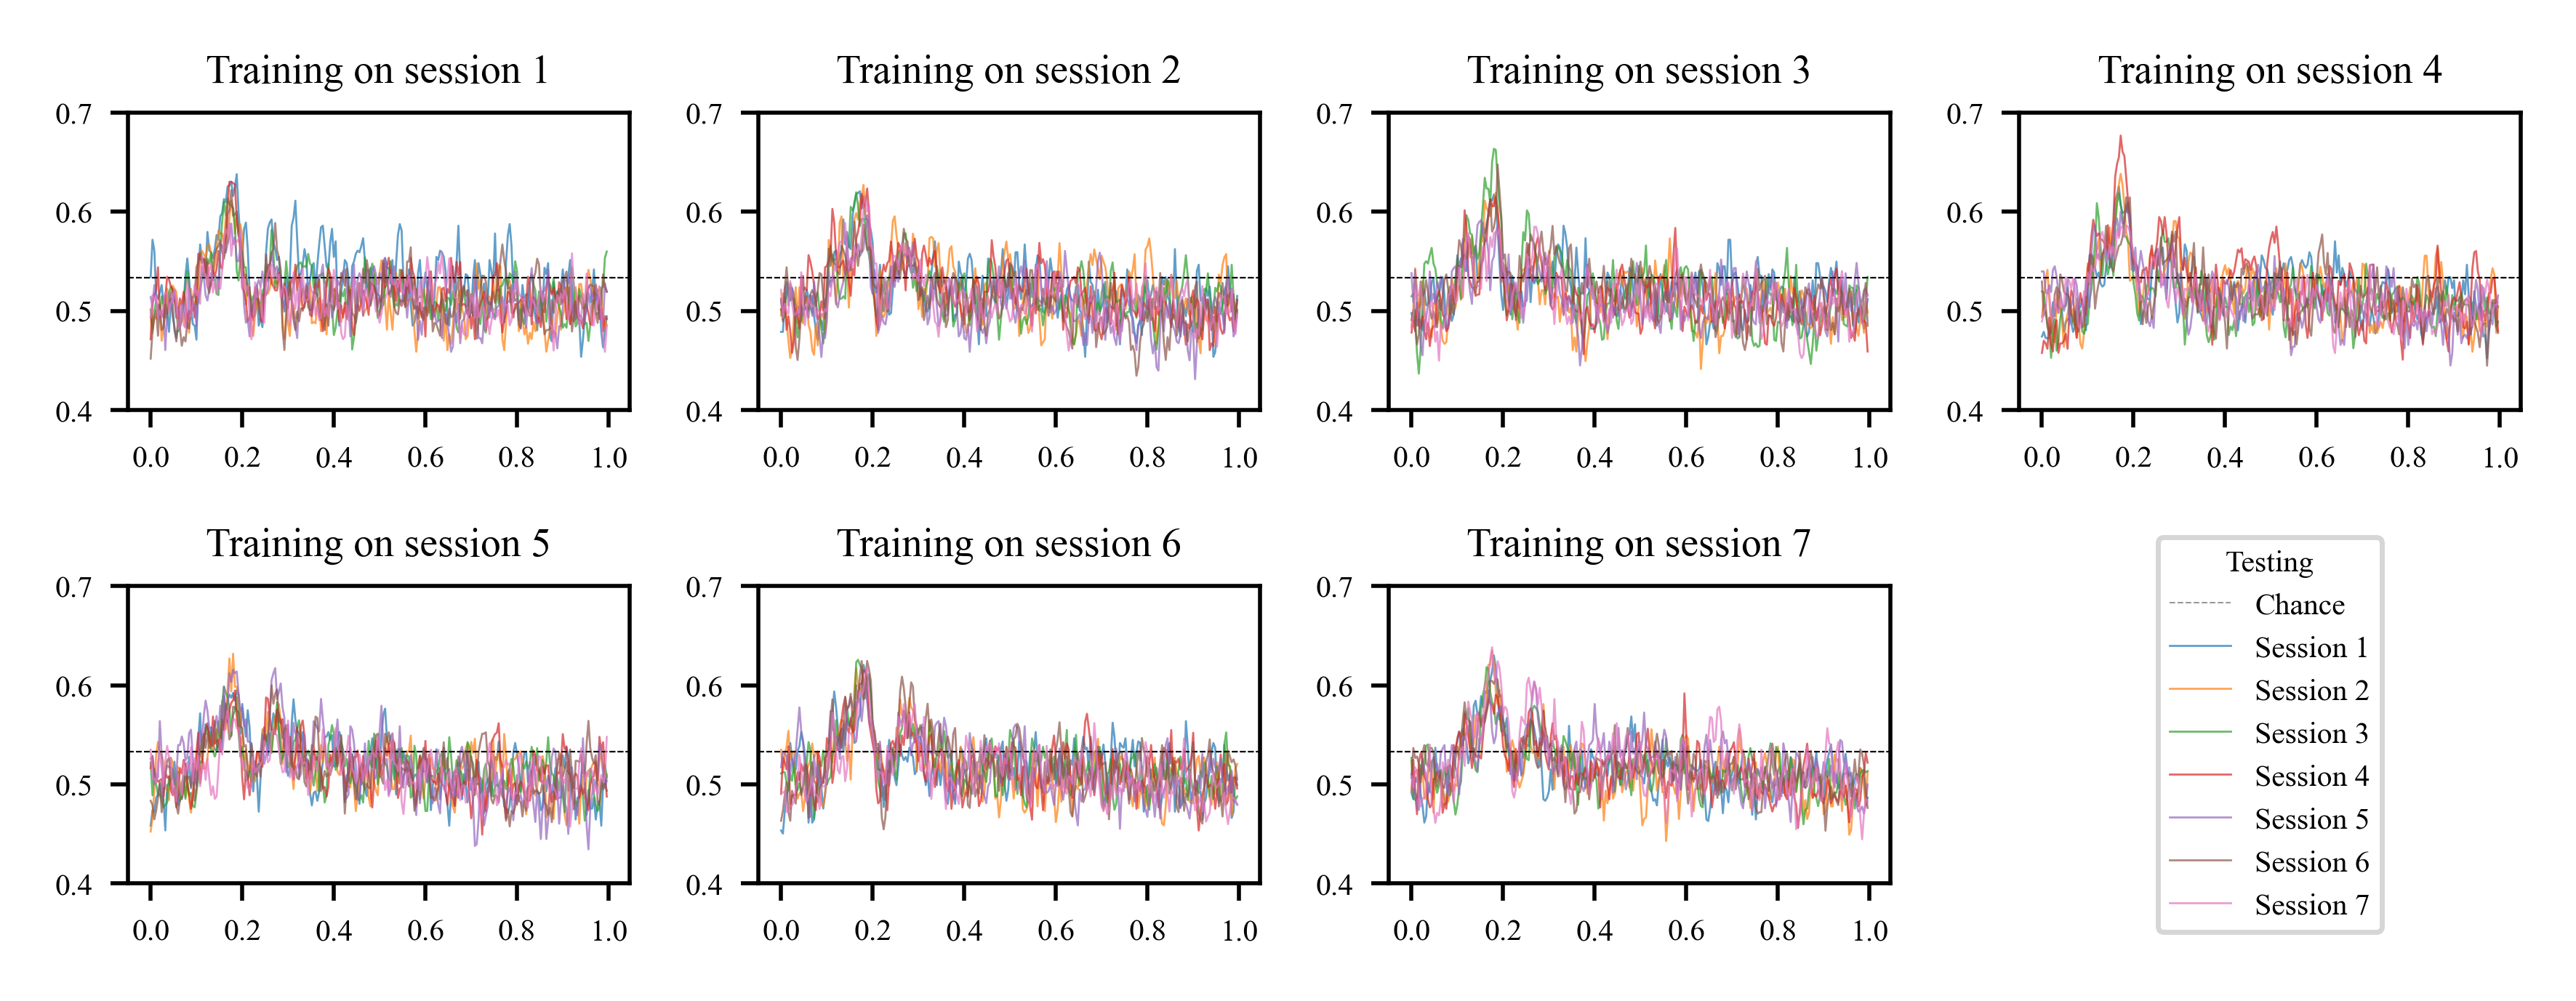 Training on session 1
0.7
0.6
0.5
0.4
0.0 0.2 0.4 0.6 0.8 1.0
Training on session 2
0.7
0.6
0.5
0.4
0.0 0.2 0.4 0.6 0.8 1.0
Training on session 3
0.7
0.6
0.5
0.4
0.0 0.2 0.4 0.6 0.8 1.0
Training on session 4
0.7
0.6
0.5
0.4
0.0 0.2 0.4 0.6 0.8 1.0
Training on session 5
0.7
0.6
0.5
0.4
0.0 0.2 0.4 0.6 0.8 1.0
Training on session 6
0.7
0.6
0.5
0.4
0.0 0.2 0.4 0.6 0.8 1.0
Training on session 7
0.7
0.6
0.5
0.4
0.0 0.2 0.4 0.6 0.8 1.0
Testing
Chance
Session 1
Session 2
Session 3
Session 4
Session 5
Session 6
Session 7